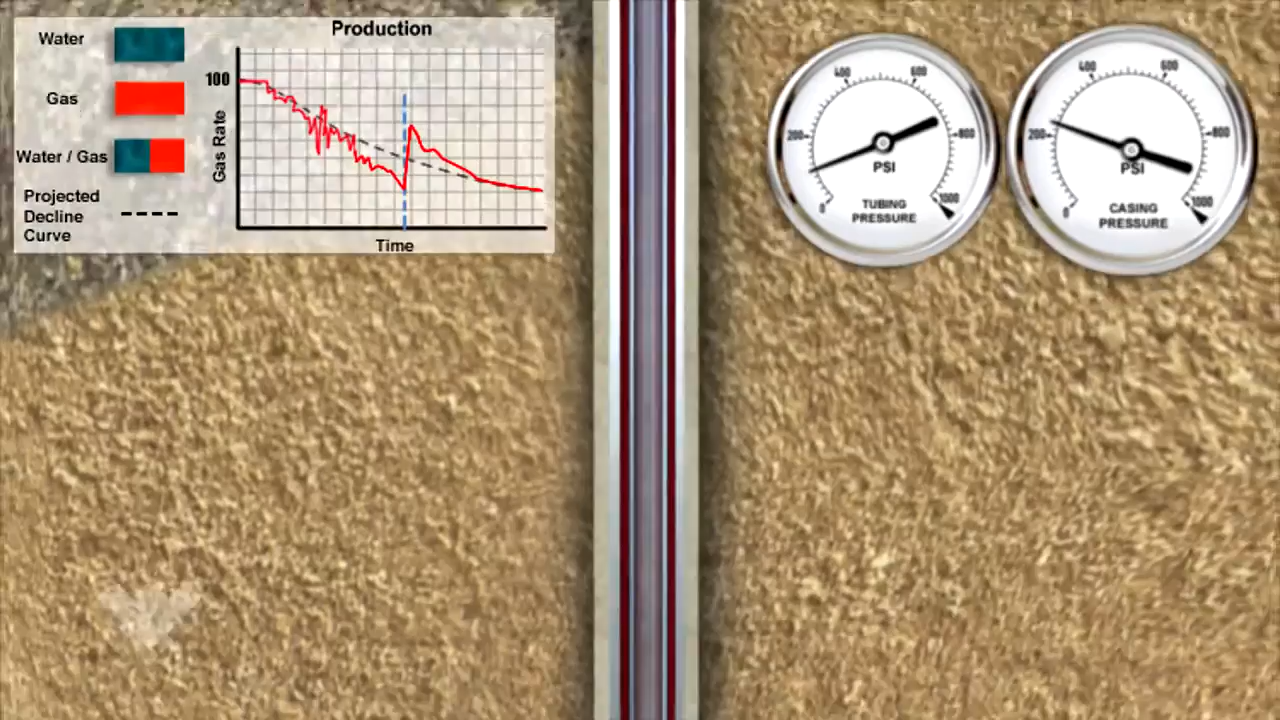 Production
Water
Gas
Water / Gas
Projected
Decline
Curve
100
Gas Rate
Time
0
200
400
600
800
1000
PSI
TUBING
PRESSURE
0
200
400
600
800
1000
PSI
CASING
PRESSURE